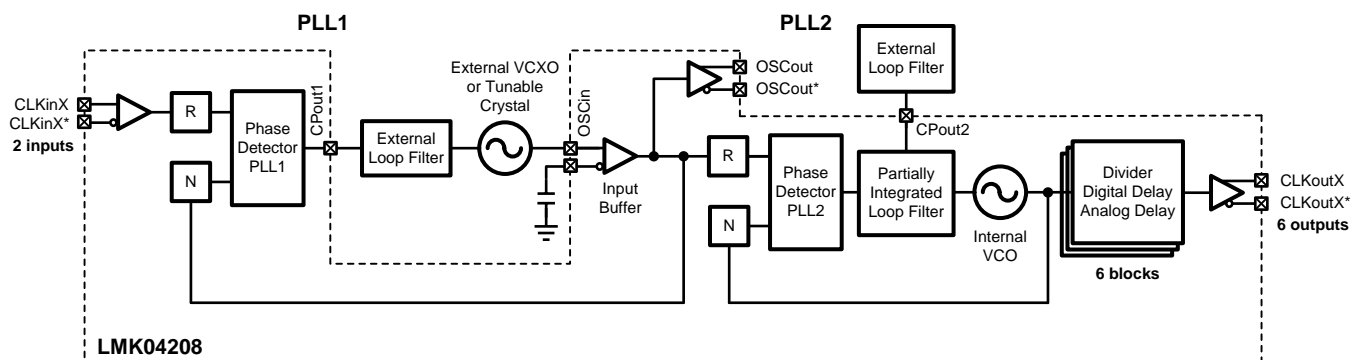 PLL1
PLL2
External
Loop Filter
OSCout
OSCout*
External VCXO
or Tunable
Crystal
CLKinX
CLKinX*
2 inputs
R
N
Phase
Detector
PLL1
CPout1
External
Loop Filter
OSCin
Input
Buffer
R
N
Phase
Detector
PLL2
CPout2
Partially
Integrated
Loop Filter
Internal
VCO
Divider
Digital Delay
Analog Delay
6 blocks
CLKoutX
CLKoutX*
6 outputs
LMK04208